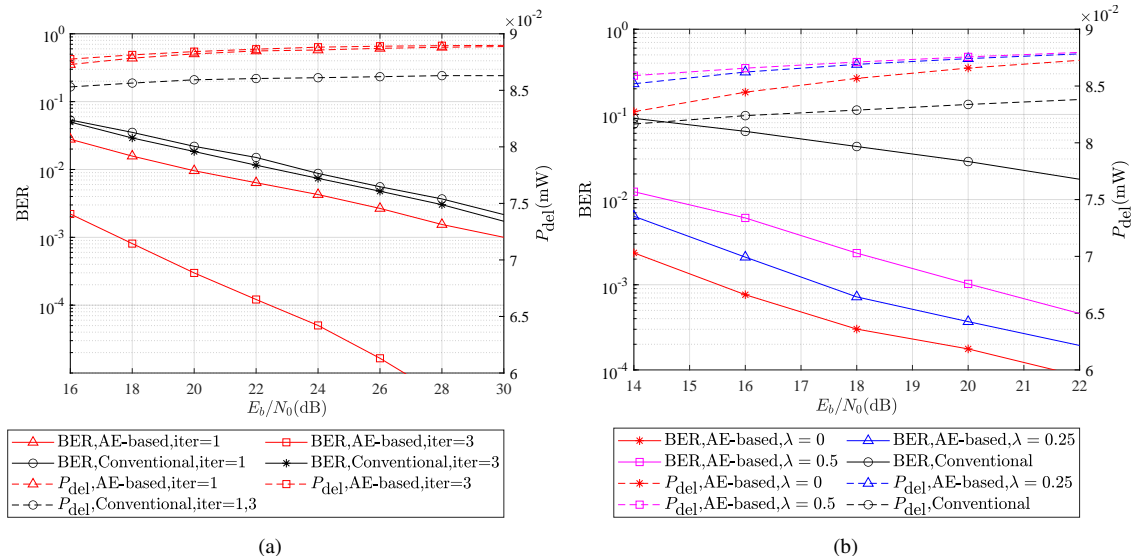 ×10⁻²
10⁰
10⁻¹
10⁻²
10⁻³
10⁻⁴
BER
9
8.5
8
7.5
7
6.5
6
P_del(mW)
16 18 20 22 24 26 28 30
E_b/N_0(dB)
BER,AE-based,iter=1
BER,AE-based,iter=3
BER,Conventional,iter=1
BER,Conventional,iter=3
P_del,AE-based,iter=1
P_del,AE-based,iter=3
P_del,Conventional,iter=1,3
(a)
×10⁻²
10⁰
10⁻¹
10⁻²
10⁻³
10⁻⁴
BER
9
8.5
8
7.5
7
6.5
6
P_del(mW)
14 15 16 17 18 19 20 21 22
E_b/N_0(dB)
BER,AE-based,λ = 0
BER,AE-based,λ = 0.25
BER,AE-based,λ = 0.5
BER,Conventional
P_del,AE-based,λ = 0
P_del,AE-based,λ = 0.25
P_del,AE-based,λ = 0.5
P_del,Conventional
(b)